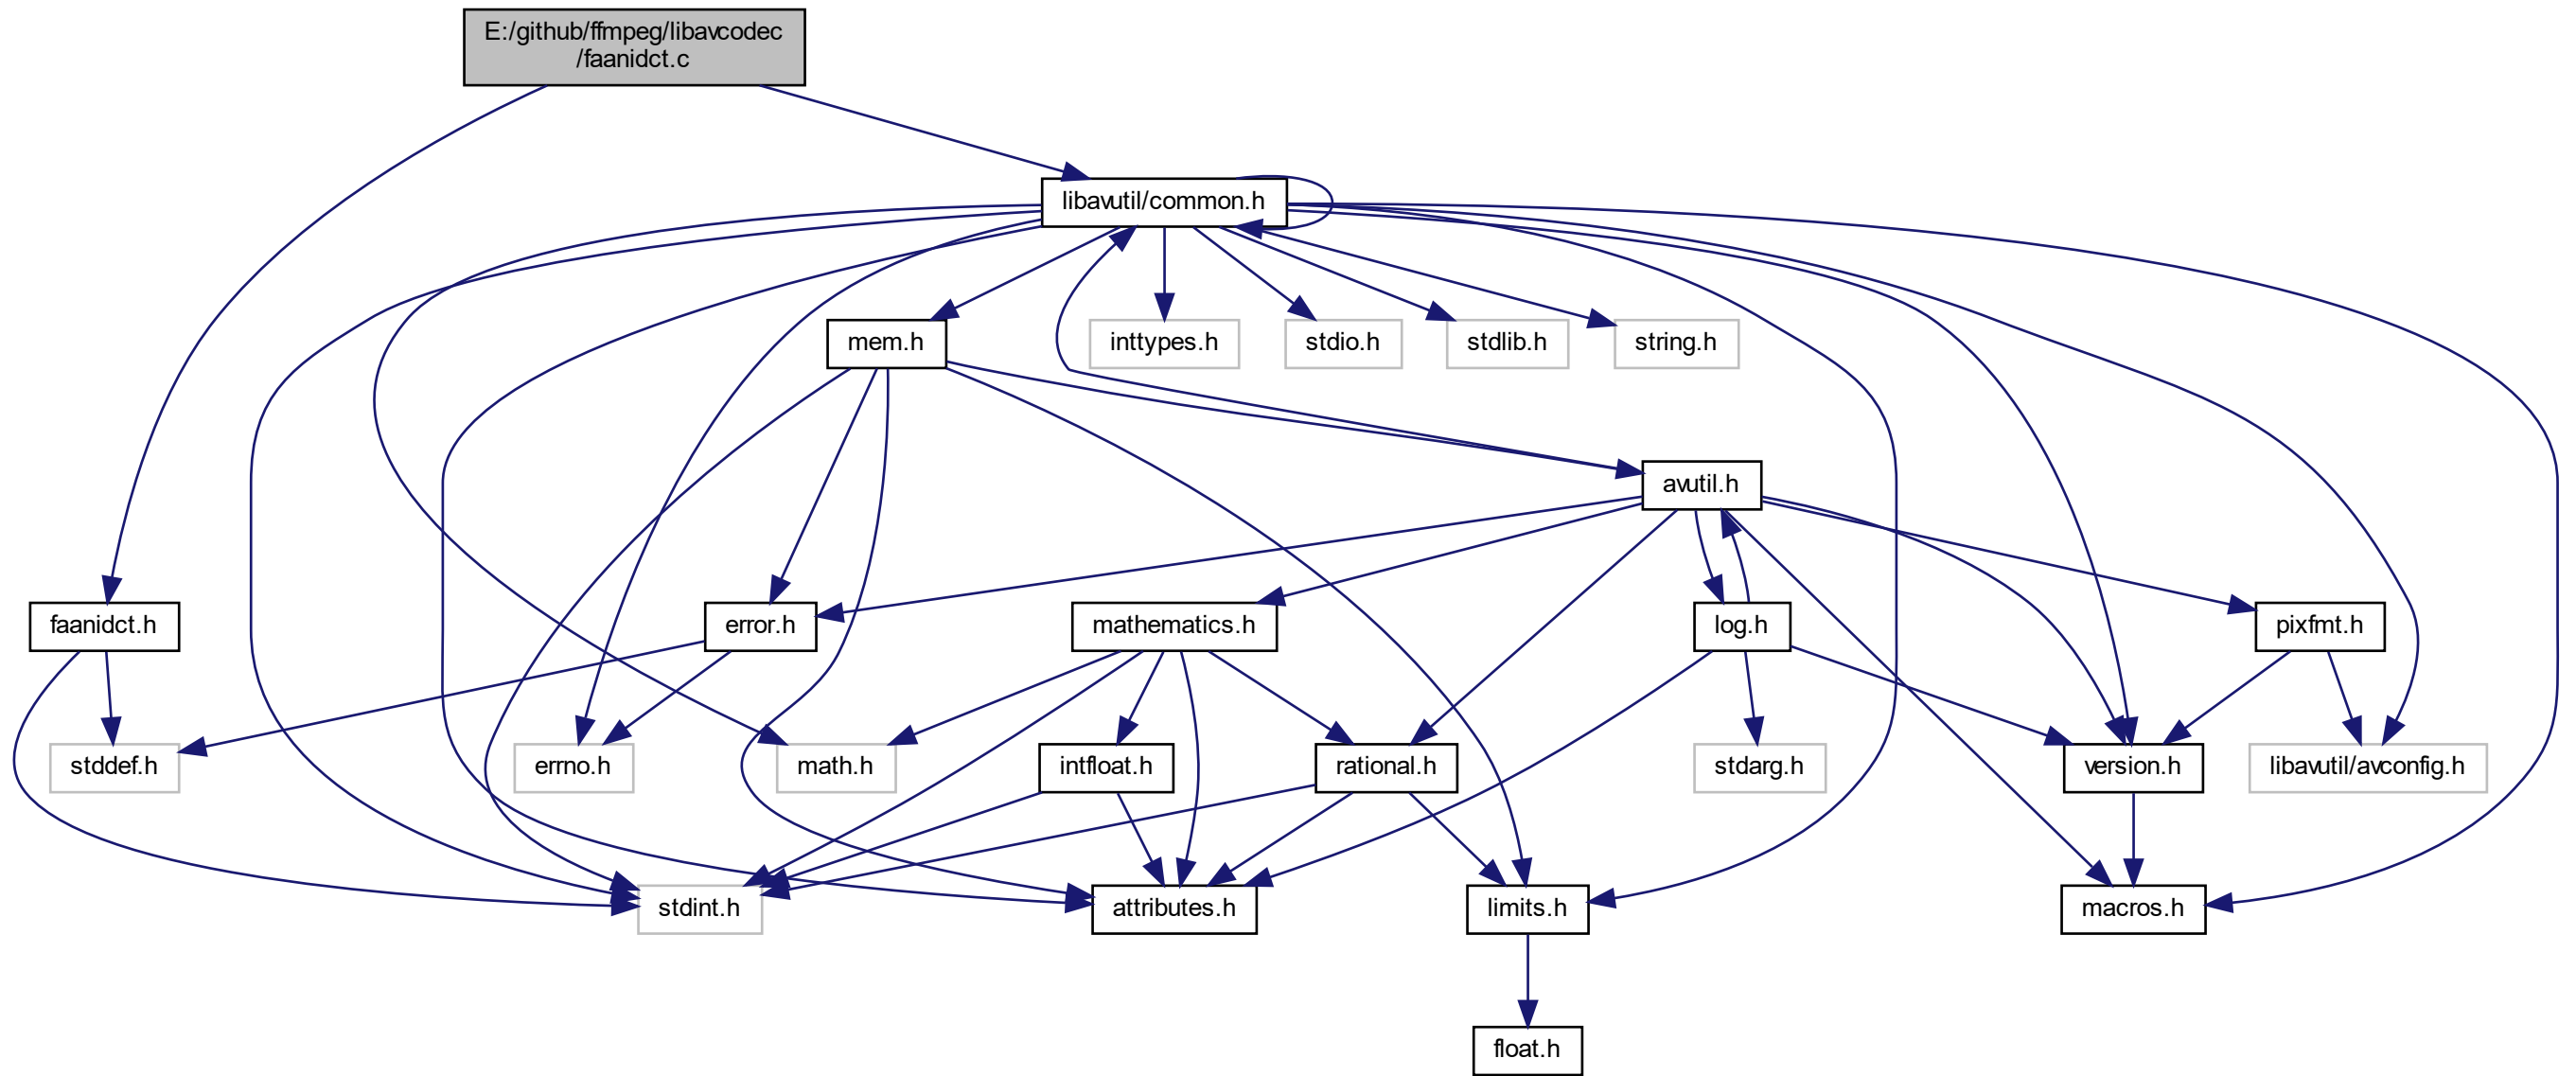 E:/github/ffmpeg/libavcodec
/faanidct.c
libavutil/common.h
mem.h
inttypes.h
stdio.h
stdlib.h
string.h
avutil.h
faanidct.h
error.h
mathematics.h
log.h
pixfmt.h
stddef.h
errno.h
math.h
intfloat.h
rational.h
stdarg.h
version.h
libavutil/avconfig.h
stdint.h
attributes.h
limits.h
macros.h
float.h